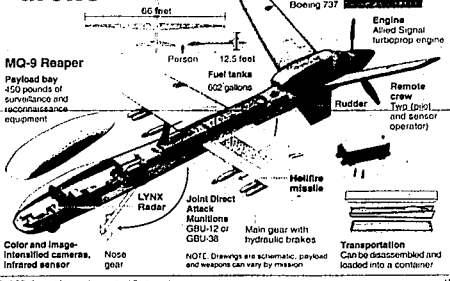 Boeing 737
66 feet
Engine
Allied Signal
turboprop engine
MQ-9 Reaper
Person
12.5 feet
Payload bay
450 pounds of
surveillance and
reconnaissance
equipment
Fuel tanks
602 gallons
Remote
crew
Two (pilot
and sensor
operator)
Rudder
Hellfire
missile
LYNX
Radar
Joint Direct
Attack
Munitions
GBU-12 or
GBU-38
Main gear with
hydraulic brakes
Color and image-
intensified cameras,
infrared sensor
Nose
gear
NOTE: Drawings are schematic, payload
and weapons can vary by mission
Transportation
Can be disassembled and
loaded into a container